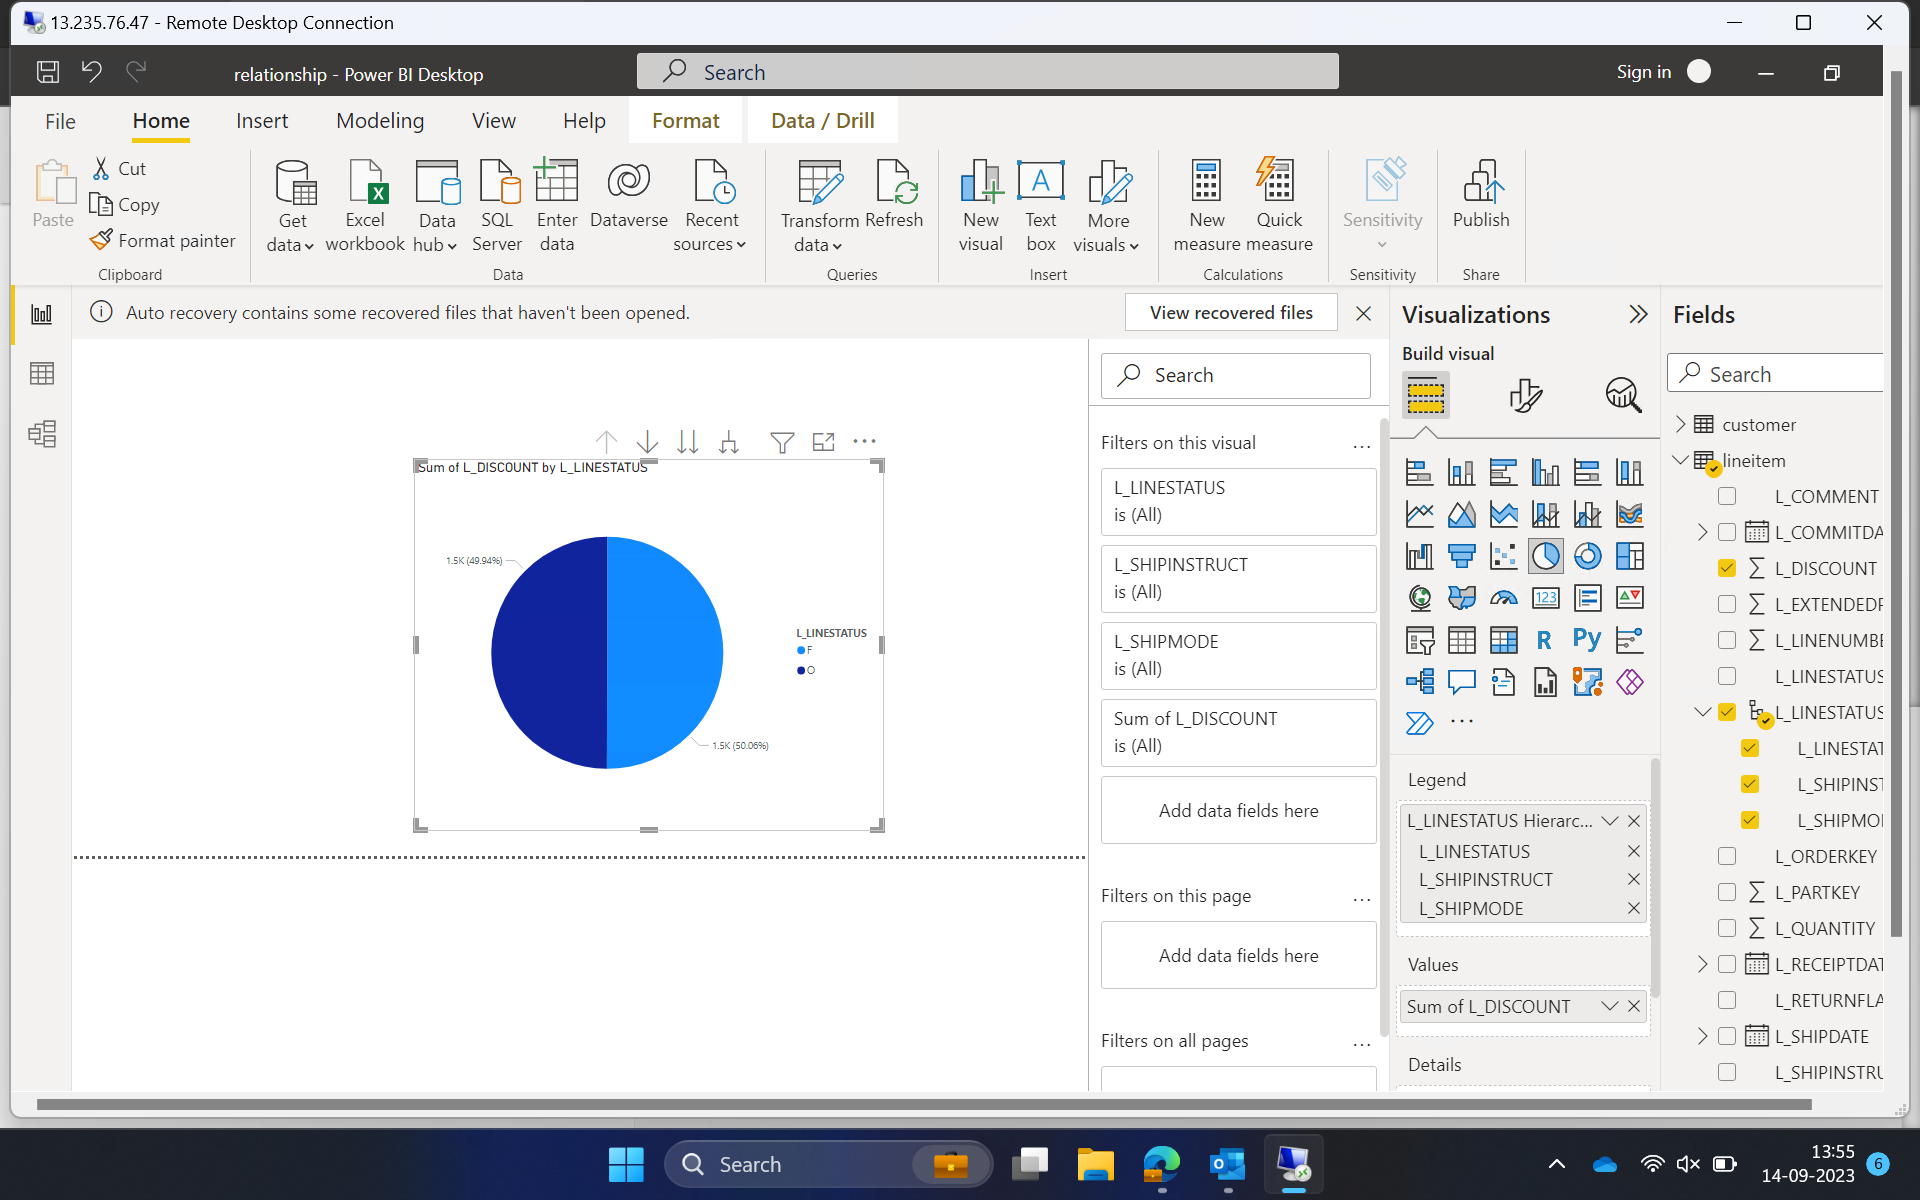 13.235.76.47 - Remote Desktop Connection
relationship - Power BI Desktop
Search
Sign in
File Home Insert Modeling View Help Format Data / Drill
Paste
Cut
Copy
Format painter
Clipboard
Get data
Excel workbook
Data hub
SQL Server
Enter data
Dataverse
Recent sources
Data
Transform data
Refresh
Queries
New visual
Text box
More visuals
Insert
New measure
Quick measure
Calculations
Sensitivity
Sensitivity
Publish
Share
Auto recovery contains some recovered files that haven't been opened.
View recovered files
Sum of L_DISCOUNT by L_LINESTATUS
1.5K (49.94%)
1.5K (50.06%)
L_LINESTATUS
F
O
Search
Filters on this visual
L_LINESTATUS
is (All)
L_SHIPINSTRUCT
is (All)
L_SHIPMODE
is (All)
Sum of L_DISCOUNT
is (All)
Add data fields here
Filters on this page
Add data fields here
Filters on all pages
Visualizations
Build visual
123
R
Py
Legend
L_LINESTATUS Hierarc...
L_LINESTATUS
L_SHIPINSTRUCT
L_SHIPMODE
Values
Sum of L_DISCOUNT
Details
Fields
Search
customer
lineitem
L_COMMENT
L_COMMITDA
L_DISCOUNT
L_EXTENDEDP
L_LINENUMBE
L_LINESTATUS
L_LINESTATUS
L_LINESTAT
L_SHIPINST
L_SHIPMO
L_ORDERKEY
L_PARTKEY
L_QUANTITY
L_RECEIPTDAT
L_RETURNFLA
L_SHIPDATE
L_SHIPINSTRU
Search
13:55
14-09-2023
6